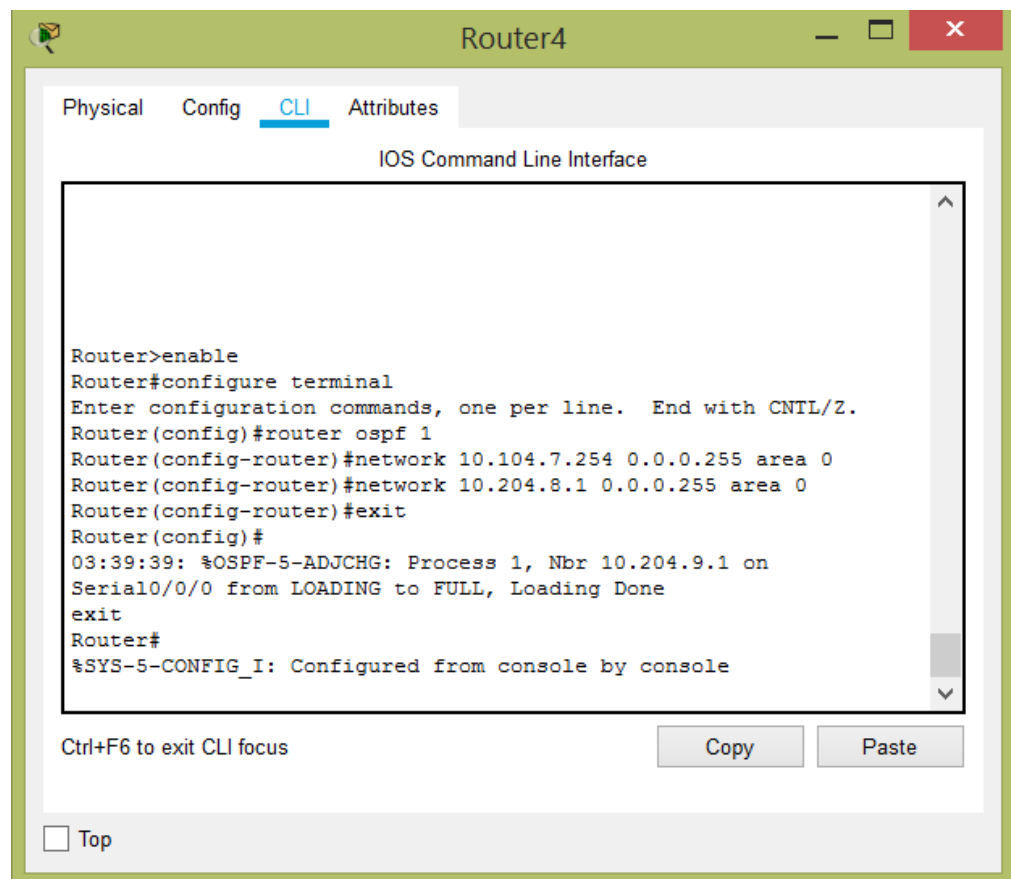 Router4
Physical Config CLI Attributes
IOS Command Line Interface
Router>enable
Router#configure terminal
Enter configuration commands, one per line.  End with CNTL/Z.
Router(config)#router ospf 1
Router(config-router)#network 10.104.7.254 0.0.0.255 area 0
Router(config-router)#network 10.204.8.1 0.0.0.255 area 0
Router(config-router)#exit
Router(config)#
03:39:39: %OSPF-5-ADJCHG: Process 1, Nbr 10.204.9.1 on
Serial0/0/0 from LOADING to FULL, Loading Done
exit
Router#
%SYS-5-CONFIG_I: Configured from console by console
Ctrl+F6 to exit CLI focus
Copy Paste
Top